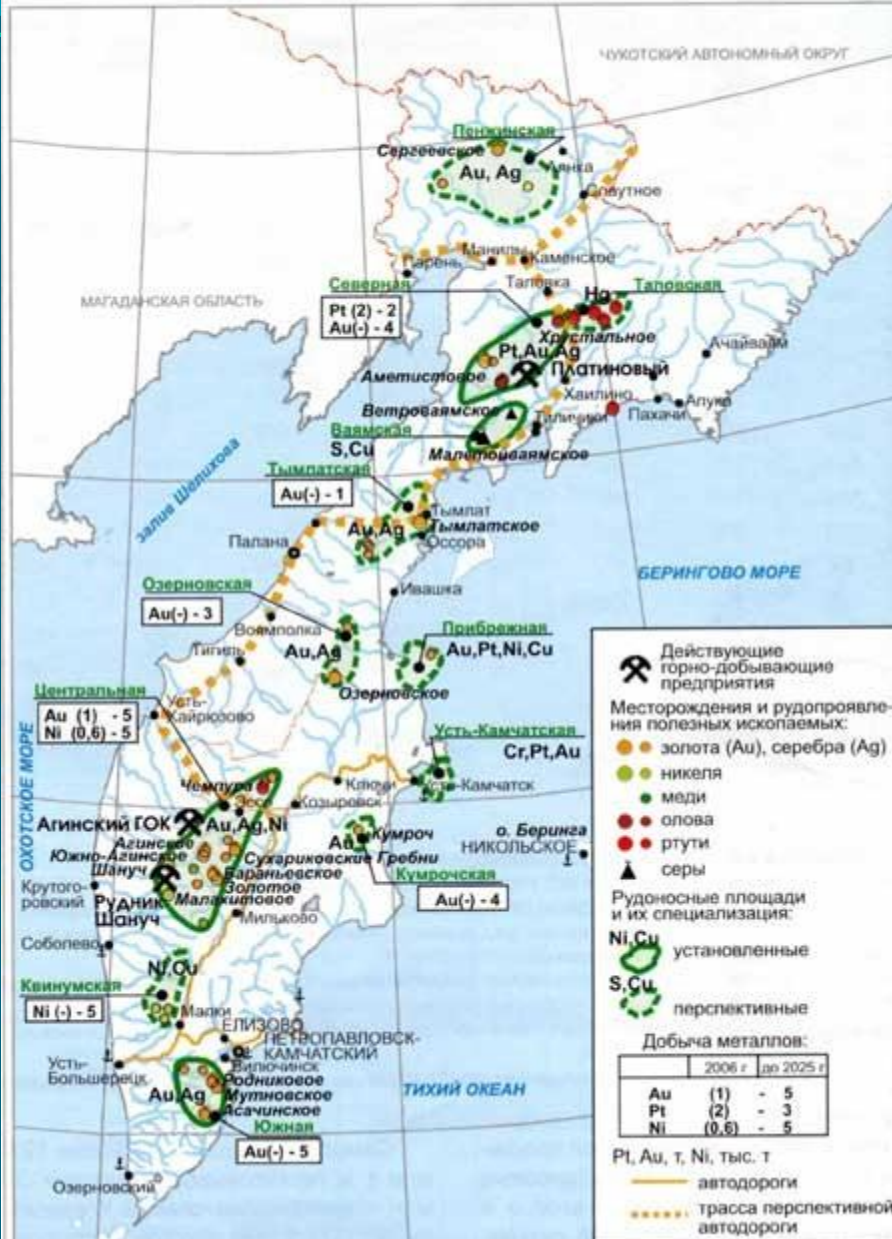 ЧУКОТСКИЙ АВТОНОМНЫЙ ОКРУГ
Пенжинская
Сергеевское
Аянка
Au, Ag
Слаутное
Манилы
Каменское
Парень
Таловка
Северная
Hg
Таловская
МАГАДАНСКАЯ ОБЛАСТЬ
Pt (2) - 2
Au(-) - 4
Хрустальное
Pt,Au,Ag
Ачайваям
Аметистовое
Платиновый
Хаилино
Ветроваямское
Пахачи
Апука
Ваямская
Тиличики
S,Cu
Малетойваямское
залив Шелихова
Тымлатская
Au(-) - 1
Тымлат
Au,Ag
Тымлатское
Палана
Оссора
Озерновская
Ивашка
БЕРИНГОВО МОРЕ
Au(-) - 3
Воямполка
Прибрежная
Au,Ag
Au,Pt,Ni,Cu
Тигиль
Озерновское
Центральная
Усть-
Хайрюзово
Au (1) - 5
Ni (0,6) - 5
Усть-Камчатская
Cr,Pt,Au
ОХОТСКОЕ МОРЕ
Чемпура
Эссо
Ключи
Усть-Камчатск
Козыревск
Агинский ГОК
Au,Ag,Ni
Агинское
Au
Кумроч
о. Беринга
НИКОЛЬСКОЕ
Южно-Агинское
Сухариковские Гребни
Шануч
Бараньевское
Кумрочская
Золотое
Au(-) - 4
Крутого-
ровский
Рудник
Шануч
Малахитовое
Мильково
Соболево
Ni,Cu
Квинумская
Ni (-) - 5
Малки
ЕЛИЗОВО
ПЕТРОПАВЛОВСК-
КАМЧАТСКИЙ
Усть-
Большерецк
Вилючинск
Родниковое
Au,Ag
Мутновское
ТИХИЙ ОКЕАН
Асачинское
Южная
Au(-) - 5
Озерновский
Действующие
горно-добывающие
предприятия
Месторождения и рудопроявле-
ния полезных ископаемых:
золота (Au), серебра (Ag)
никеля
меди
олова
ртути
серы
Рудоносные площади
и их специализация:
Ni,Cu
установленные
S,Cu
перспективные
Добыча металлов:
2006 г до 2025 г
Au (1) - 5
Pt (2) - 3
Ni (0,6) - 5
Pt, Au, т, Ni, тыс. т
автодороги
трасса перспективной
автодороги